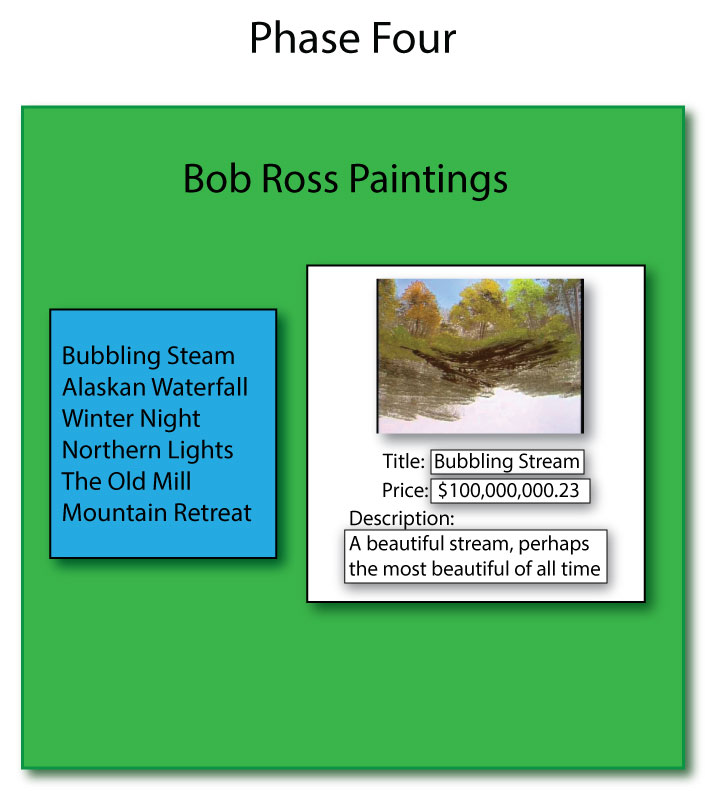 Phase Four
Bob Ross Paintings
Bubbling Steam
Alaskan Waterfall
Winter Night
Northern Lights
The Old Mill
Mountain Retreat
Title: Bubbling Stream
Price: $100,000,000.23
Description:
A beautiful stream, perhaps
the most beautiful of all time